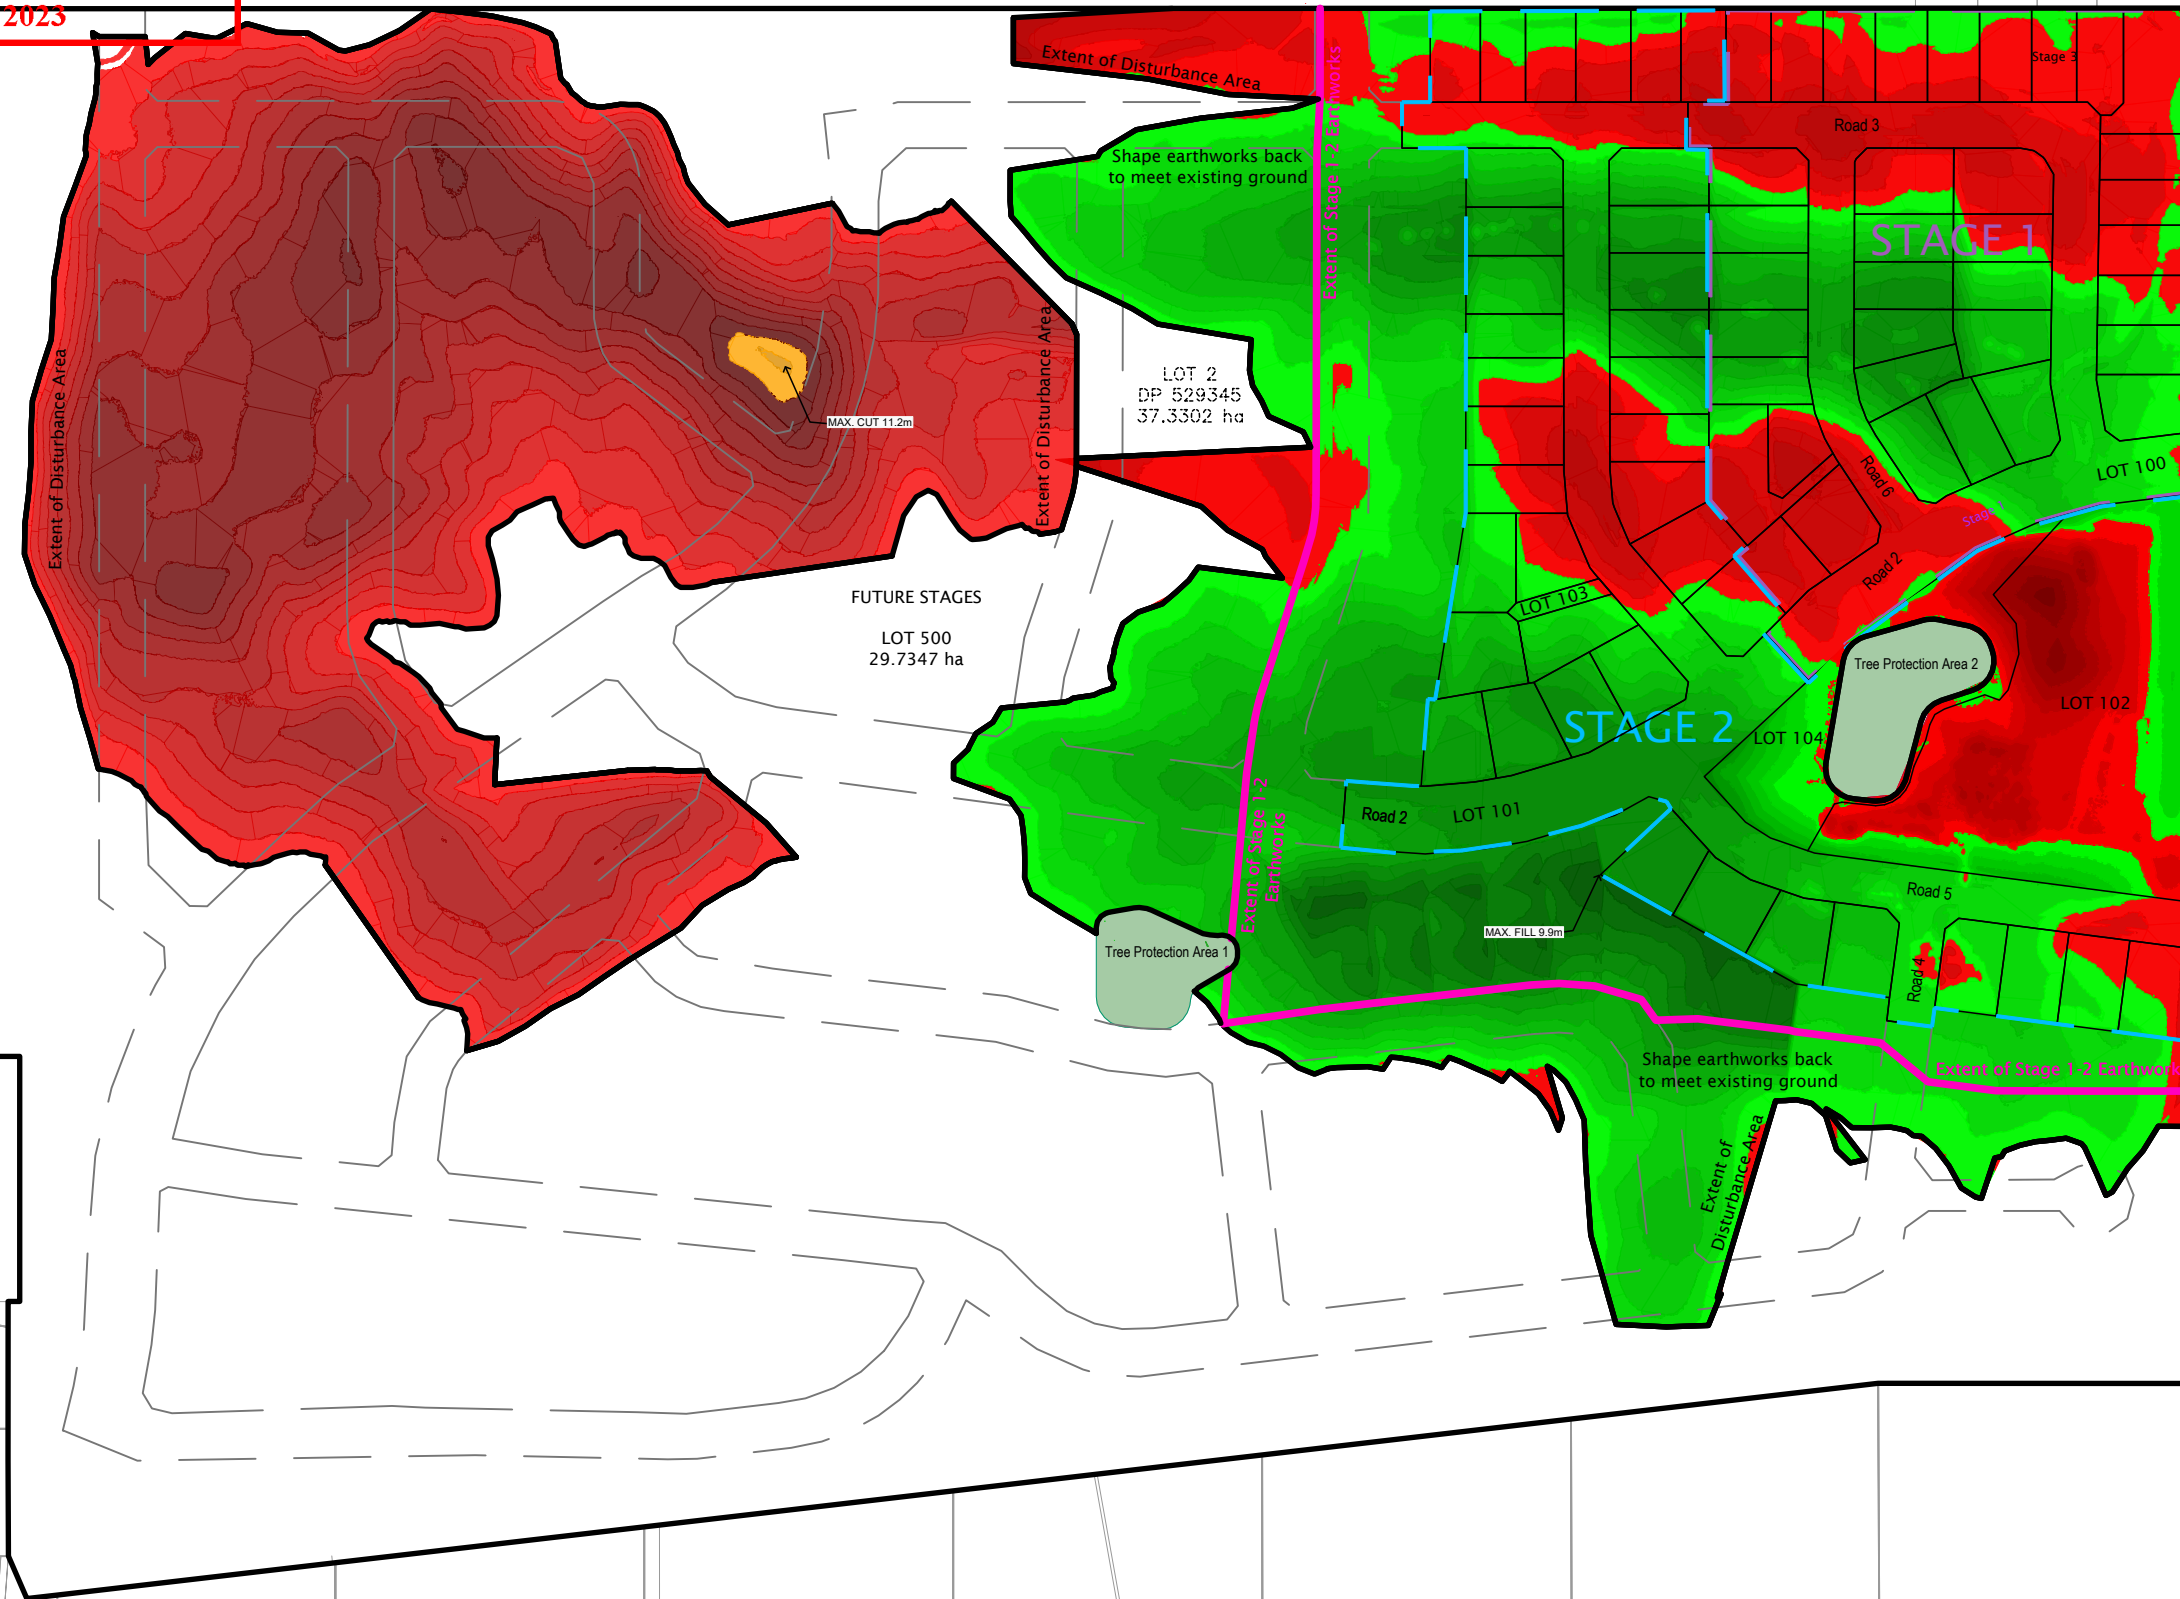 2023
Extent of Disturbance Area
Stage 3
Road 3
Shape earthworks back
to meet existing ground
Extent of Stage 1-2 Earthworks
STAGE 1
Extent of Disturbance Area
Extent of Disturbance Area
LOT 2
DP 529345
37.3302 ha
MAX. CUT 11.2m
LOT 100
Road 6
Stage 1
Road 2
FUTURE STAGES
LOT 500
29.7347 ha
LOT 103
Tree Protection Area 2
LOT 102
STAGE 2
LOT 104
Road 2
LOT 101
Extent of Stage 1-2
Earthworks
Road 5
MAX. FILL 9.9m
Tree Protection Area 1
Road 4
Shape earthworks back
to meet existing ground
Extent of Stage 1-2 Earthwork
Extent of
Disturbance Area